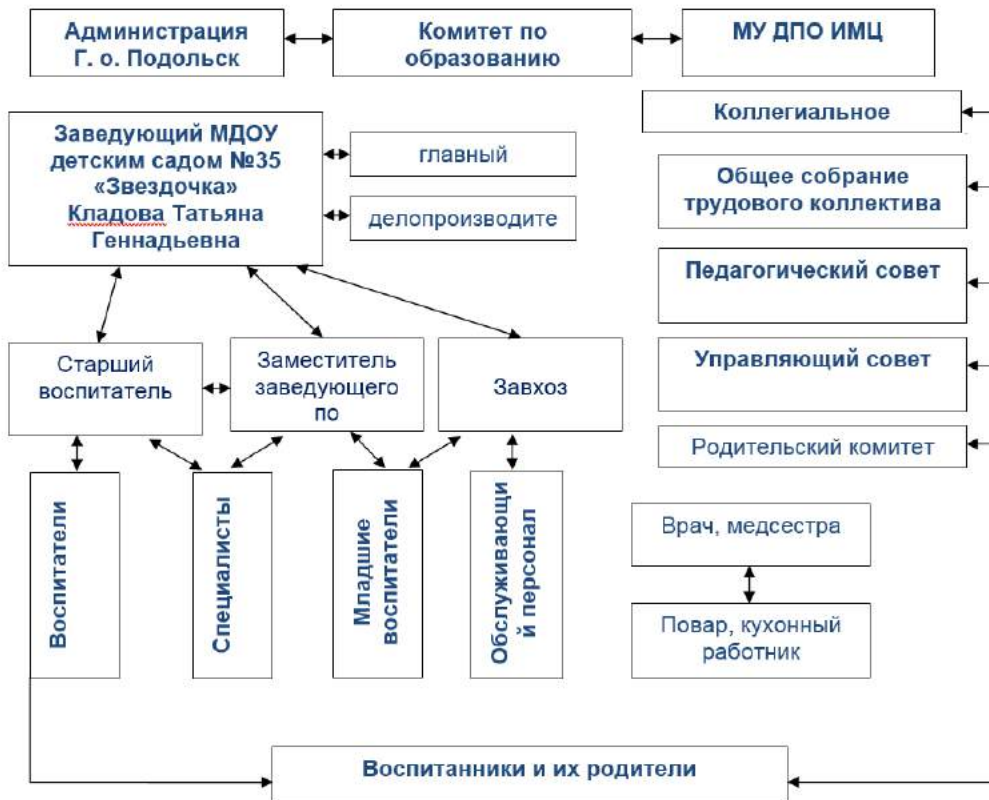 Администрация
Г. о. Подольск
Комитет по
образованию
МУ ДПО ИМЦ
Заведующий МДОУ
детским садом №35
«Звездочка»
Кладова Татьяна
Геннадьевна
главный
делопроизводите
Коллегиальное
Общее собрание
трудового коллектива
Педагогический совет
Управляющий совет
Родительский комитет
Старший
воспитатель
Заместитель
заведующего
по
Завхоз
Воспитатели
Специалисты
Младшие
воспитатели
Обслуживающи
й персонал
Врач, медсестра
Повар, кухонный
работник
Воспитанники и их родители